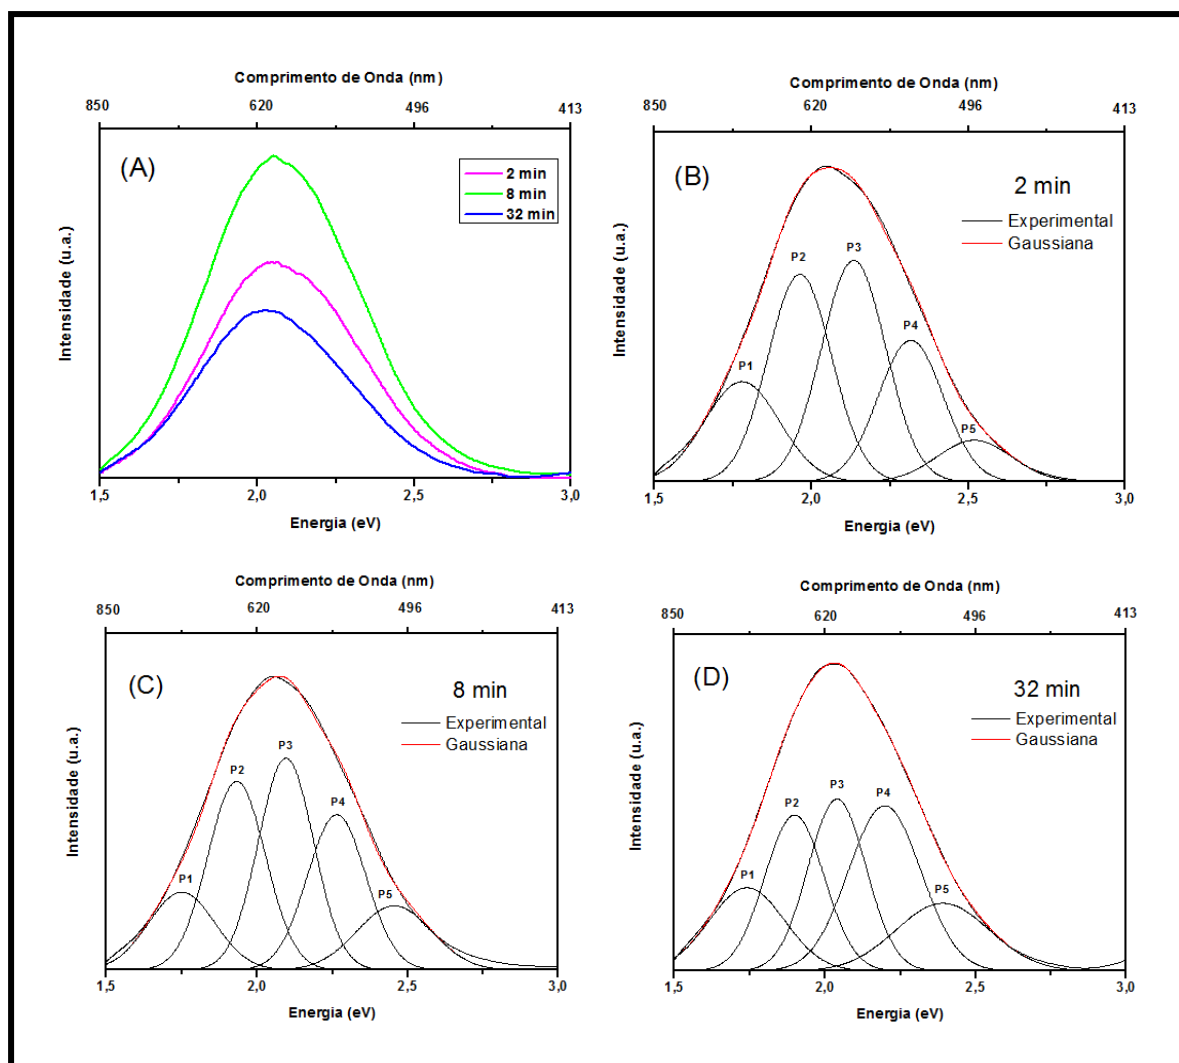 Comprimento de Onda (nm)
850 620 496 413
(A)
2 min
8 min
32 min
Intensidade (u.a.)
1,5 2,0 2,5 3,0
Energia (eV)
Comprimento de Onda (nm)
850 620 496 413
(B)
2 min
Experimental
Gaussiana
P1
P2
P3
P4
P5
Intensidade (u.a.)
1,5 2,0 2,5 3,0
Energia (eV)
Comprimento de Onda (nm)
850 620 496 413
(C)
8 min
Experimental
Gaussiana
P1
P2
P3
P4
P5
Intensidade (u.a.)
1,5 2,0 2,5 3,0
Energia (eV)
Comprimento de Onda (nm)
850 620 496 413
(D)
32 min
Experimental
Gaussiana
P1
P2
P3
P4
P5
Intensidade (u.a.)
1,5 2,0 2,5 3,0
Energia (eV)